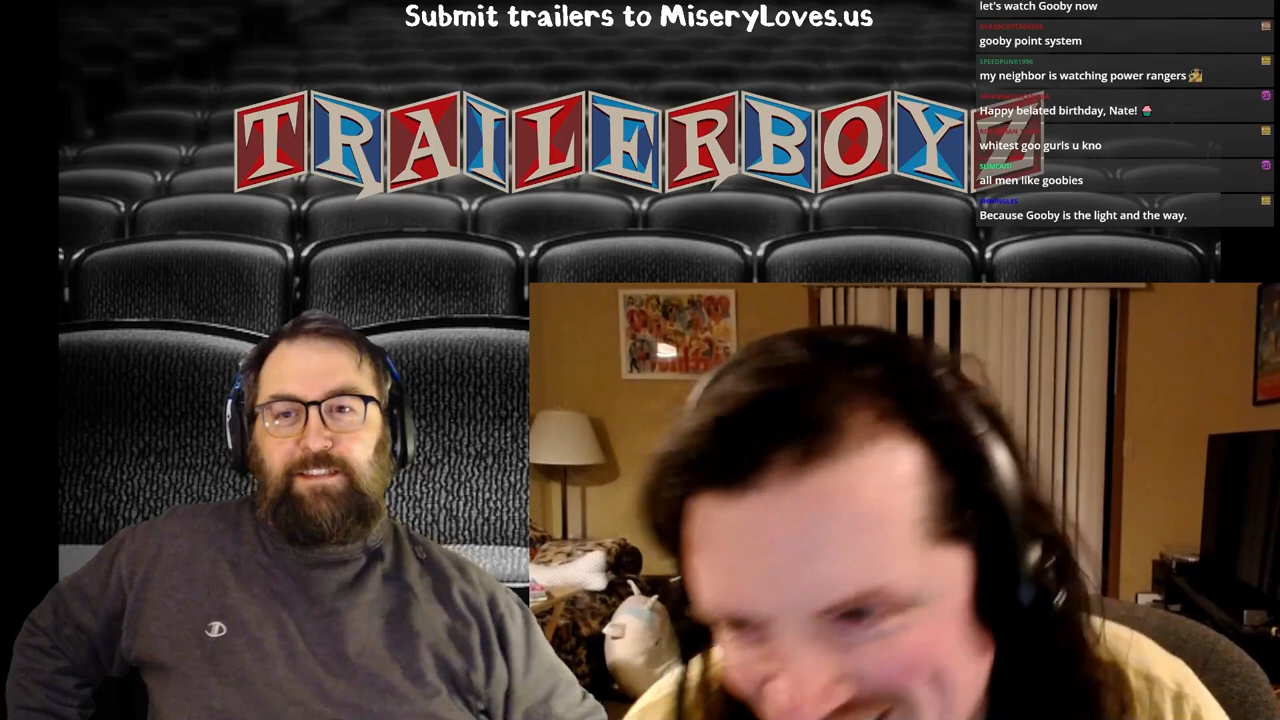 Submit trailers to MiseryLoves.us
TRAILERBOYZ
let's watch Gooby now
gooby point system
SPEEDPUNK1996
my neighbor is watching power rangers
Happy belated birthday, Nate!
whitest goo gurls u kno
all men like goobies
Because Gooby is the light and the way.